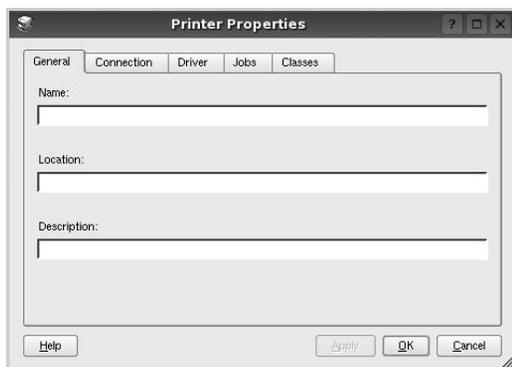 Printer Properties
General Connection Driver Jobs Classes
Name:
Location:
Description:
Help Apply OK Cancel